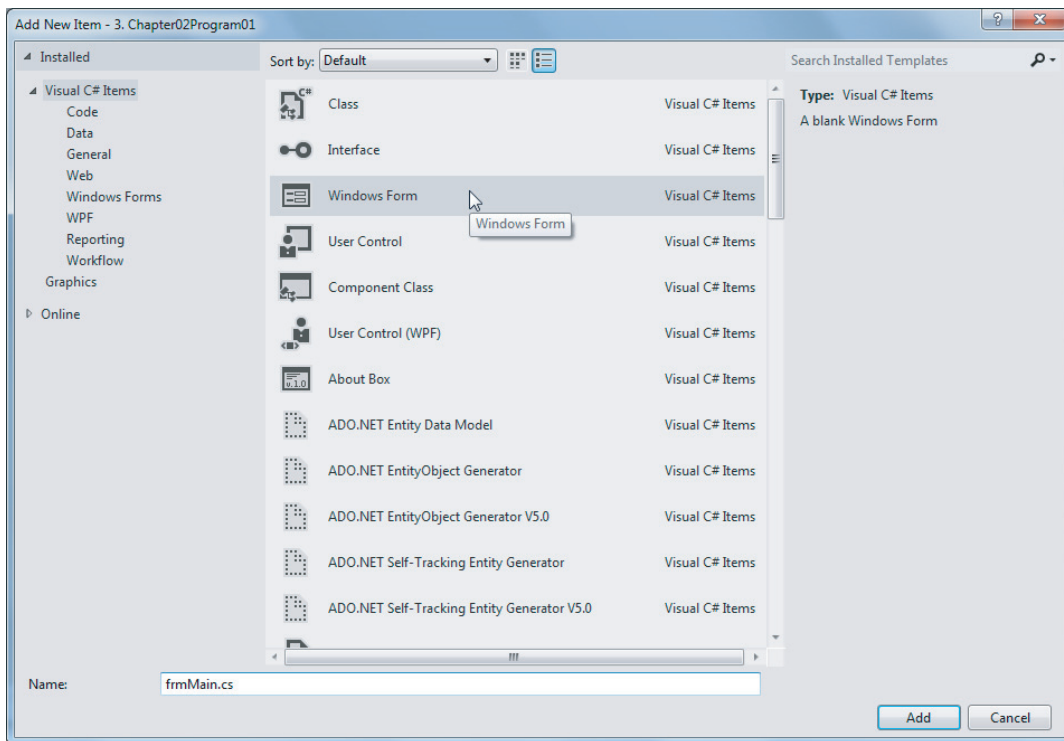 Add New Item - 3. Chapter02Program01
Installed
Sort by: Default
Search Installed Templates
Visual C# Items
Code
Data
General
Web
Windows Forms
WPF
Reporting
Workflow
Graphics
Online
C#
Class Visual C# Items
Interface Visual C# Items
Windows Form Visual C# Items
Windows Form
User Control Visual C# Items
Component Class Visual C# Items
User Control (WPF) Visual C# Items
v.1.0
About Box Visual C# Items
ADO.NET Entity Data Model Visual C# Items
ADO.NET EntityObject Generator Visual C# Items
ADO.NET EntityObject Generator V5.0 Visual C# Items
ADO.NET Self-Tracking Entity Generator Visual C# Items
ADO.NET Self-Tracking Entity Generator V5.0 Visual C# Items
Type: Visual C# Items
A blank Windows Form
Name: frmMain.cs
Add Cancel